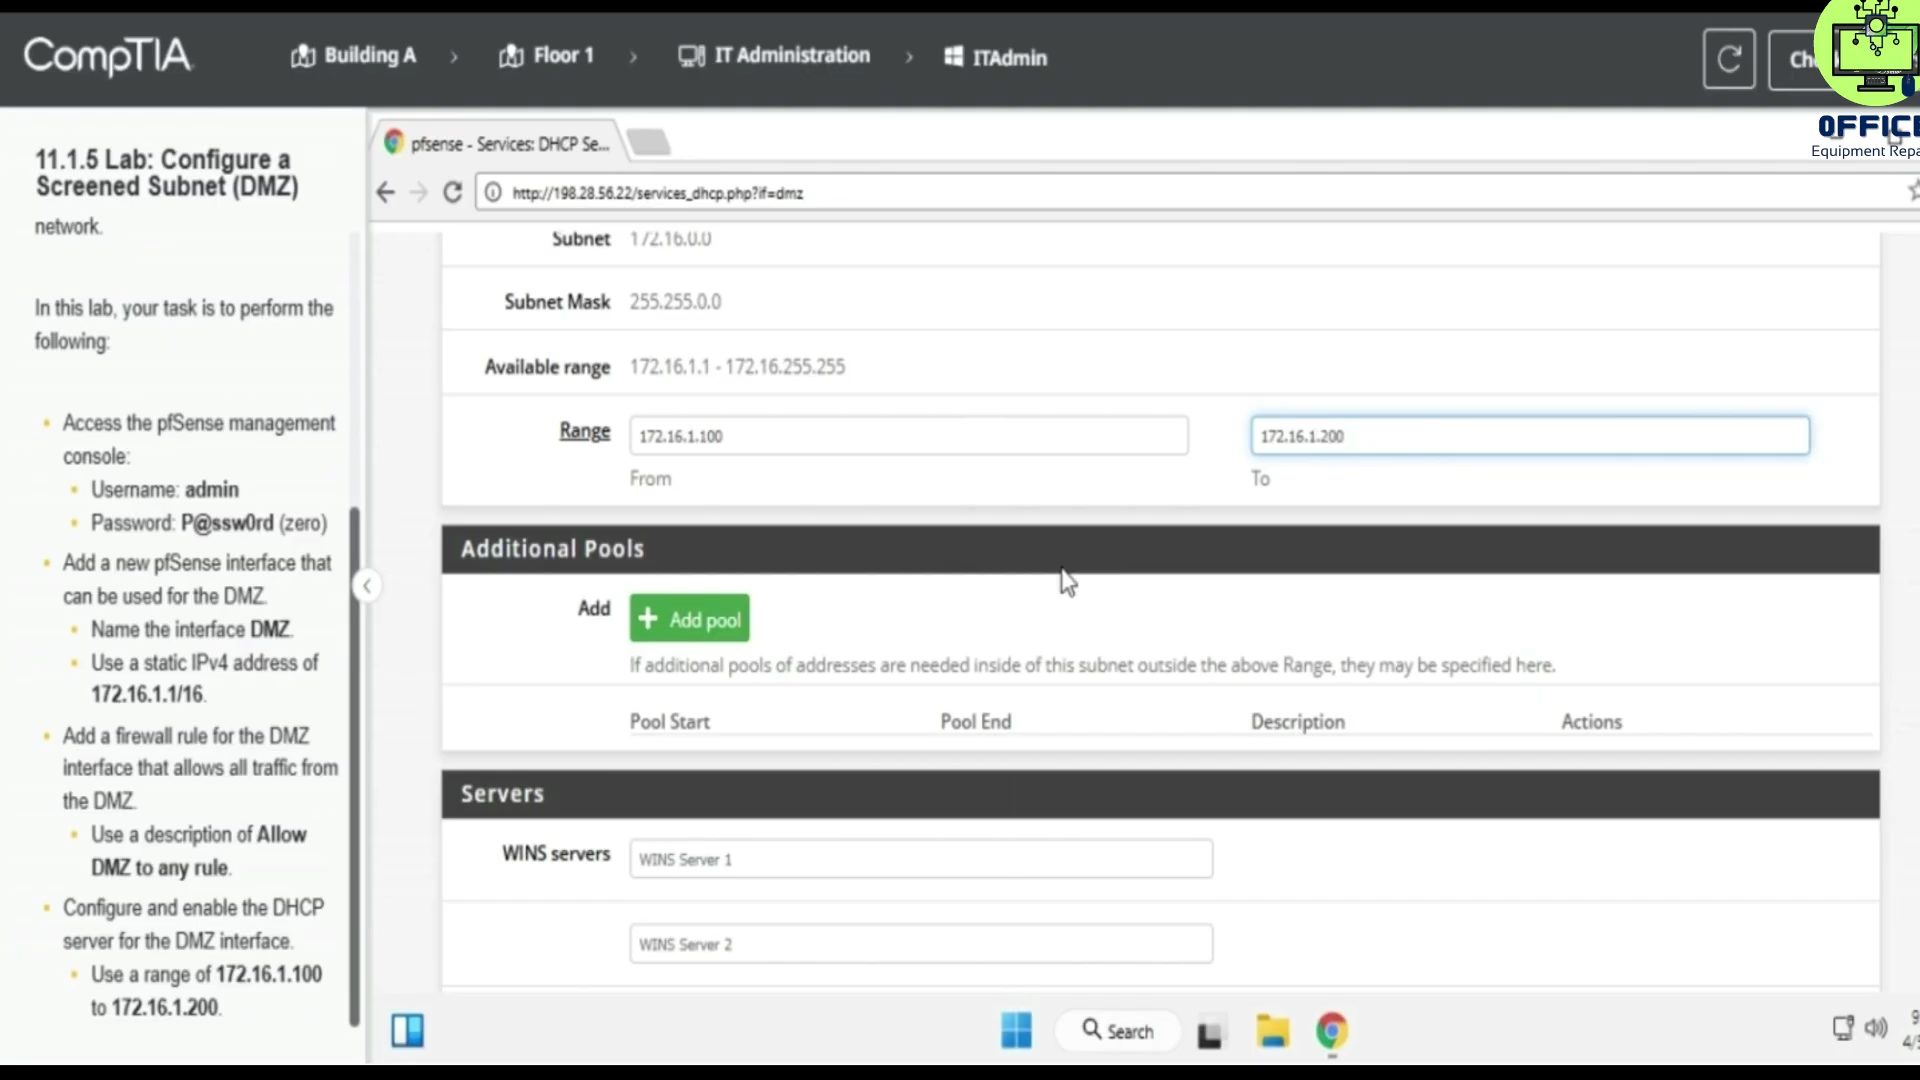 CompTIA
Building A
Floor 1
IT Administration
ITAdmin
OFFICE
Equipment Repa
11.1.5 Lab: Configure a
Screened Subnet (DMZ)
network.
In this lab, your task is to perform the
following:
Access the pfSense management
console:
Username: admin
Password: P@ssw0rd (zero)
Add a new pfSense interface that
can be used for the DMZ.
Name the interface DMZ.
Use a static IPv4 address of
172.16.1.1/16.
Add a firewall rule for the DMZ
interface that allows all traffic from
the DMZ.
Use a description of Allow
DMZ to any rule.
Configure and enable the DHCP
server for the DMZ interface.
Use a range of 172.16.1.100
to 172.16.1.200.
pfsense - Services: DHCP Se...
http://198.28.56.22/services_dhcp.php?if=dmz
Subnet 172.16.0.0
Subnet Mask 255.255.0.0
Available range 172.16.1.1 - 172.16.255.255
Range 172.16.1.100 172.16.1.200
From To
Additional Pools
Add + Add pool
If additional pools of addresses are needed inside of this subnet outside the above Range, they may be specified here.
Pool Start Pool End Description Actions
Servers
WINS servers WINS Server 1
WINS Server 2
Search